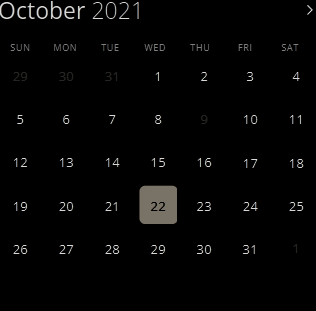 October 2021
SUN MON TUE WED THU FRI SAT
29 30 31 1 2 3 4
5 6 7 8 9 10 11
12 13 14 15 16 17 18
19 20 21 22 23 24 25
26 27 28 29 30 31 1